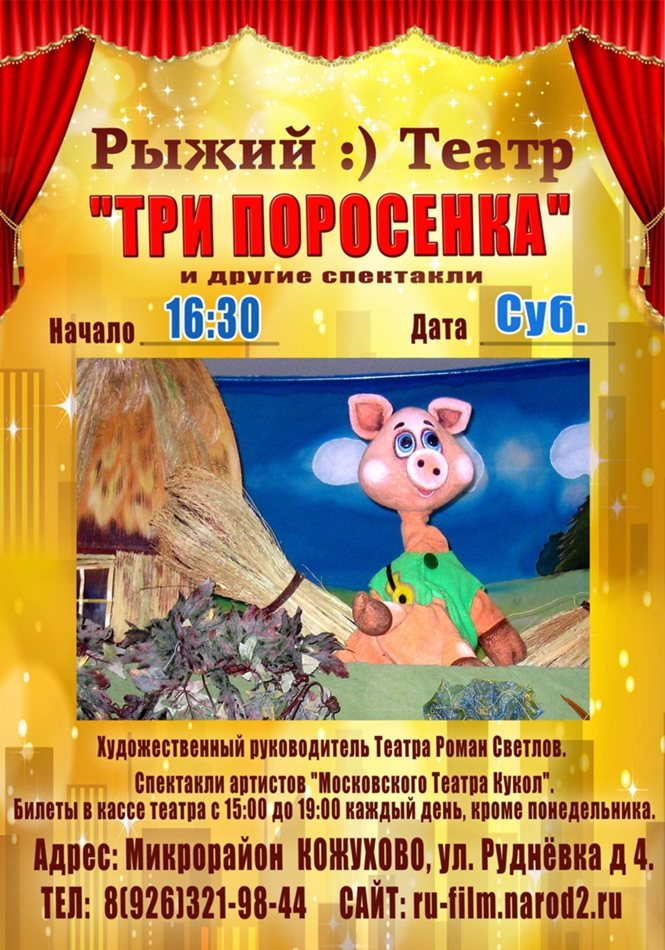 Рыжий :) Театр
"ТРИ ПОРОСЕНКА"
и другие спектакли
Начало 16:30 Дата Суб.
Художественный руководитель Театра Роман Светлов.
Спектакли артистов "Московского Театра Кукол".
Билеты в кассе театра с 15:00 до 19:00 каждый день, кроме понедельника.
Адрес: Микрорайон КОЖУХОВО, ул. Руднёвка д 4.
ТЕЛ: 8(926)321-98-44 САЙТ: ru-film.narod2.ru